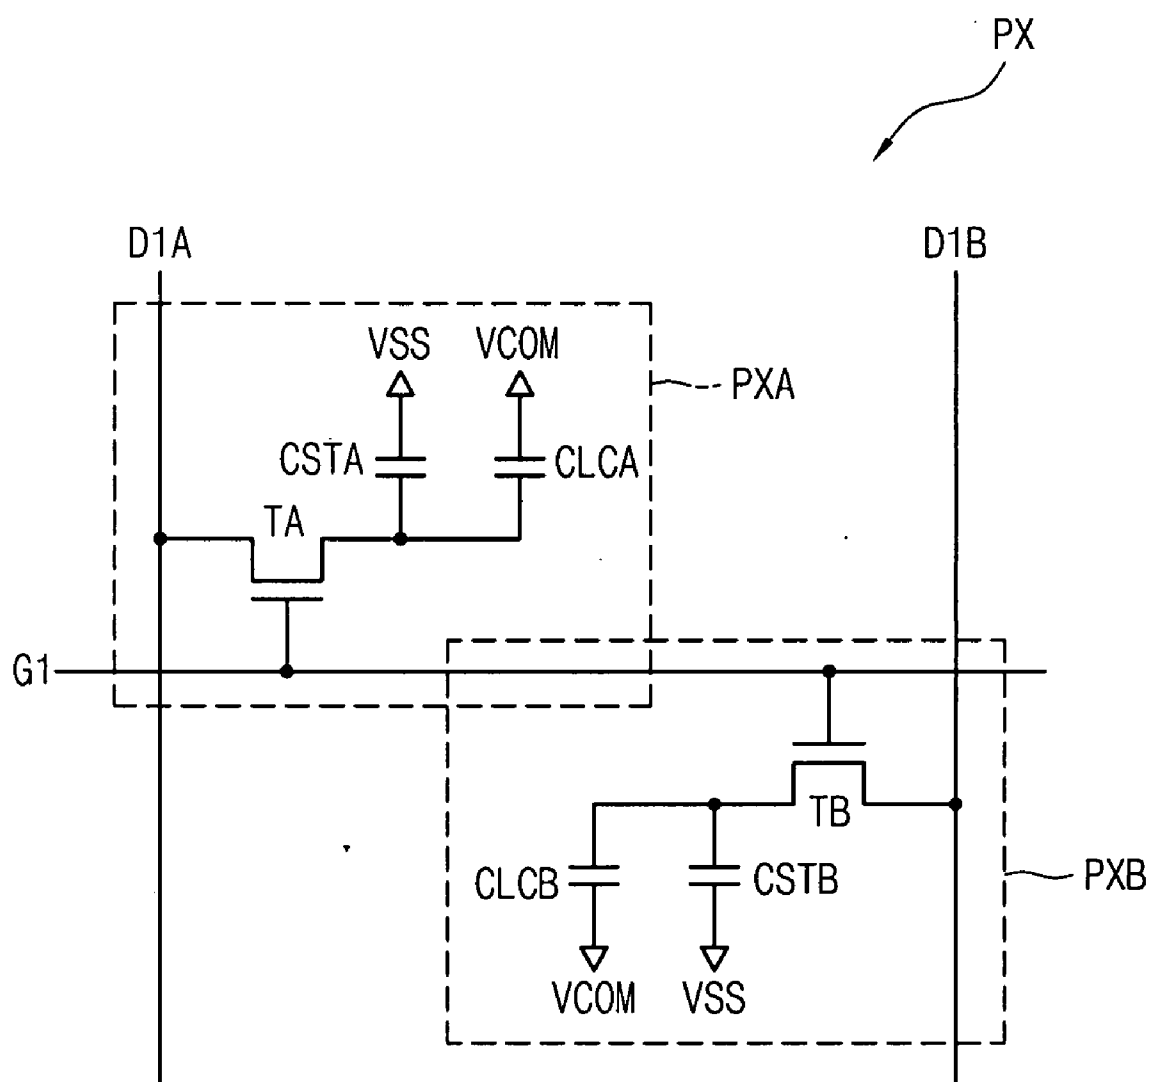 PX
D1A
D1B
VSS
VCOM
PXA
CSTA
CLCA
TA
G1
TB
CLCB
CSTB
PXB
VCOM
VSS